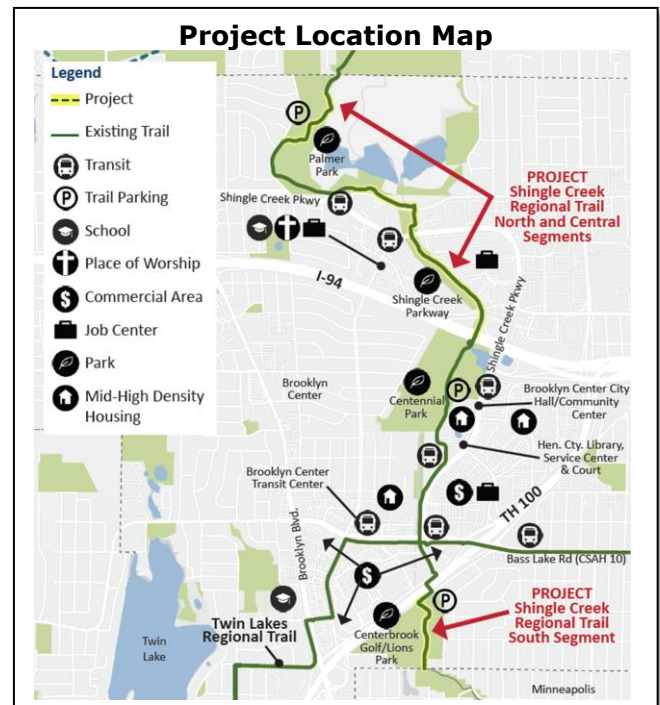 Project Location Map
Legend
Project
Existing Trail
Transit
P
Trail Parking
School
Place of Worship
$
Commercial Area
Job Center
Park
Mid-High Density
Housing
P
Palmer
Park
Shingle Creek Pkwy
PROJECT
Shingle Creek
Regional Trail
North and Central
Segments
I-94
Shingle Creek
Parkway
Shingle Creek Pkwy
Brooklyn
Center
Centennial
Park
P
Brooklyn Center City
Hall/Community
Center
Hen. Cty. Library,
Service Center
& Court
Brooklyn Center
Transit Center
$
TH 100
Brooklyn Blvd.
Bass Lake Rd (CSAH 10)
$
Twin Lakes
Regional Trail
Twin
Lake
Centerbrook
Golf/Lions
Park
P
PROJECT
Shingle Creek
Regional Trail
South Segment
Minneapolis